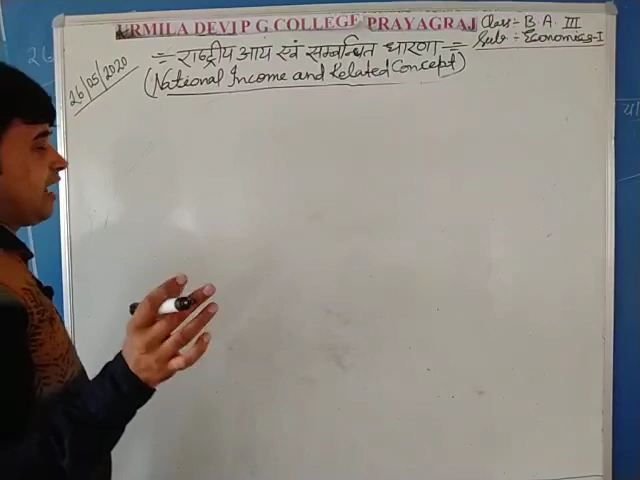 URMILA DEVI P G COLLEGE PRAYAGRAJ
Class:- B.A. III
Sub:- Economics-I
26/05/2020
राष्ट्रीय आय एवं सम्बन्धित धारणा
(National Income and Related Concept)
26